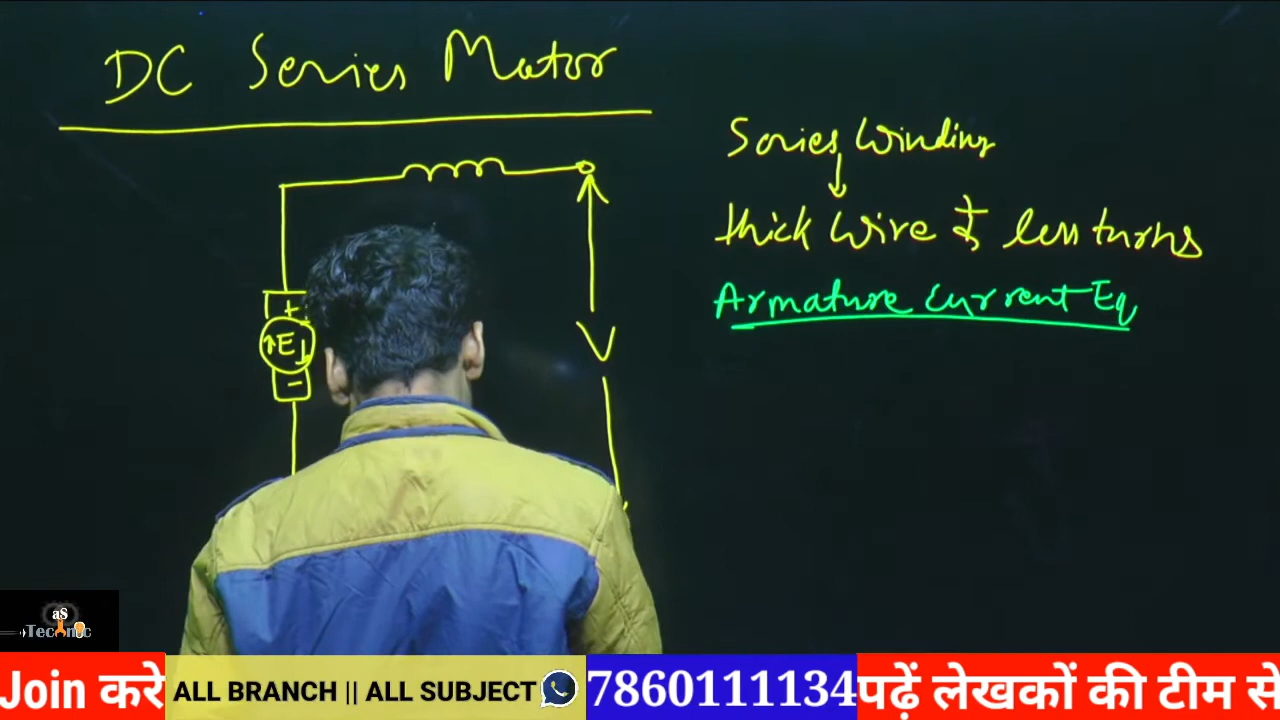 DC Series Motor
Series Winding
thick wire & less turns
Armature Current Eq
+
E
-
V
aS
Join करे ALL BRANCH || ALL SUBJECT 7860111134 पढ़ें लेखकों की टीम से